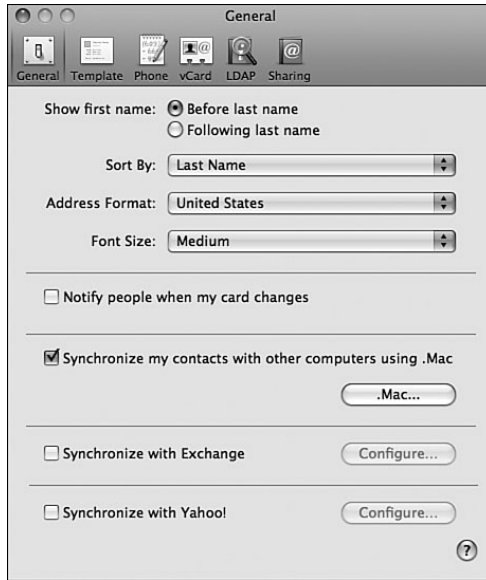 General
General Template Phone vCard LDAP Sharing
Show first name: Before last name
Following last name
Sort By: Last Name
Address Format: United States
Font Size: Medium
Notify people when my card changes
Synchronize my contacts with other computers using .Mac
.Mac...
Synchronize with Exchange Configure...
Synchronize with Yahoo! Configure...
?